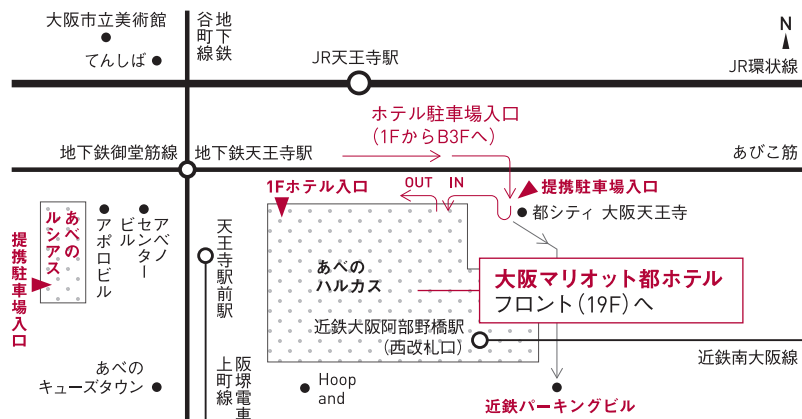 大阪市立美術館
てんしば
地下鉄
谷町線
JR天王寺駅
N
JR環状線
ホテル駐車場入口
(1FからB3Fへ)
地下鉄御堂筋線
地下鉄天王寺駅
あびこ筋
1Fホテル入口
OUT
IN
提携駐車場入口
都シティ 大阪天王寺
あべの
ルシアス
提携駐車場入口
アポロビル
アベノ
センター
ビル
天王寺駅前駅
あべの
ハルカス
大阪マリオット都ホテル
フロント(19F)へ
近鉄大阪阿部野橋駅
(西改札口)
近鉄南大阪線
あべの
キューズタウン
阪堺電車
上町線
Hoop
and
近鉄パーキングビル